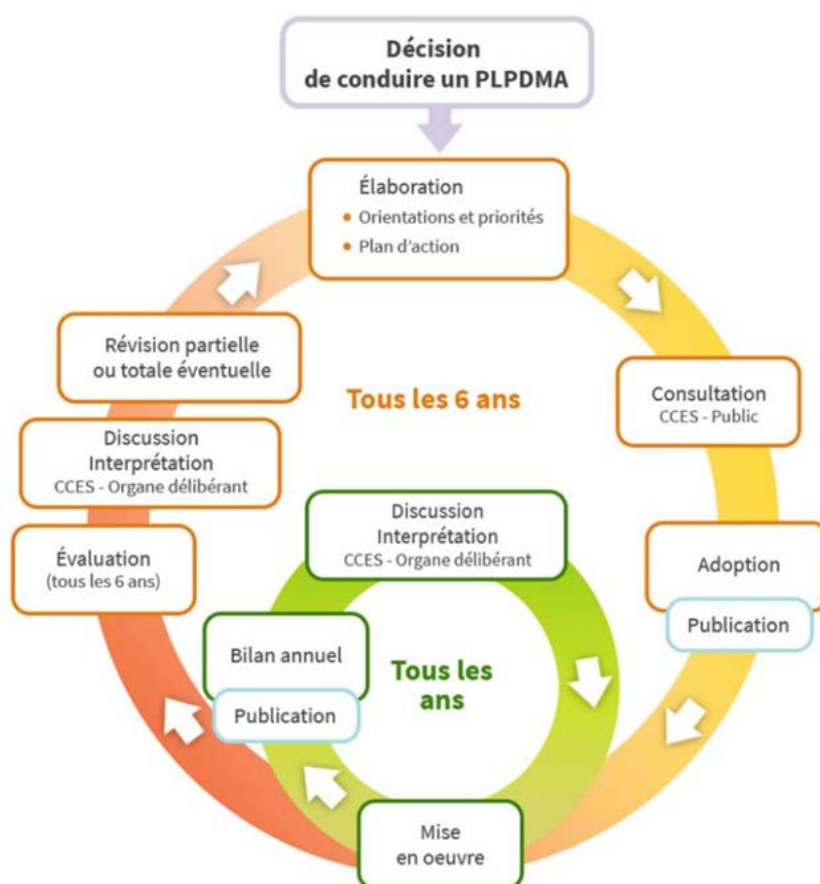 Décision
de conduire un PLPDMA
Élaboration
• Orientations et priorités
• Plan d'action
Révision partielle
ou totale éventuelle
Tous les 6 ans
Consultation
CCES - Public
Discussion
Interprétation
CCES - Organe délibérant
Discussion
Interprétation
CCES - Organe délibérant
Évaluation
(tous les 6 ans)
Adoption
Publication
Bilan annuel
Publication
Tous les
ans
Mise
en oeuvre